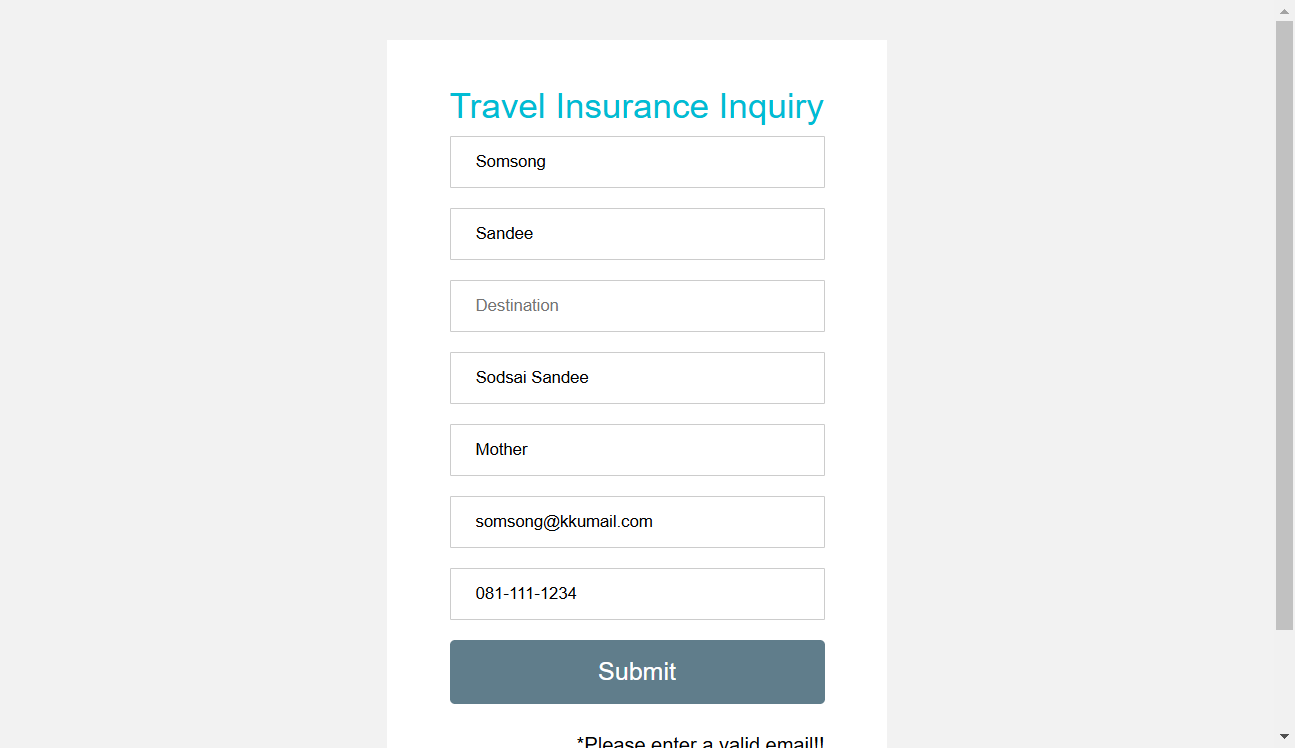 Travel Insurance Inquiry
Somsong
Sandee
Destination
Sodsai Sandee
Mother
somsong@kkumail.com
081-111-1234
Submit
*Please enter a valid email!!